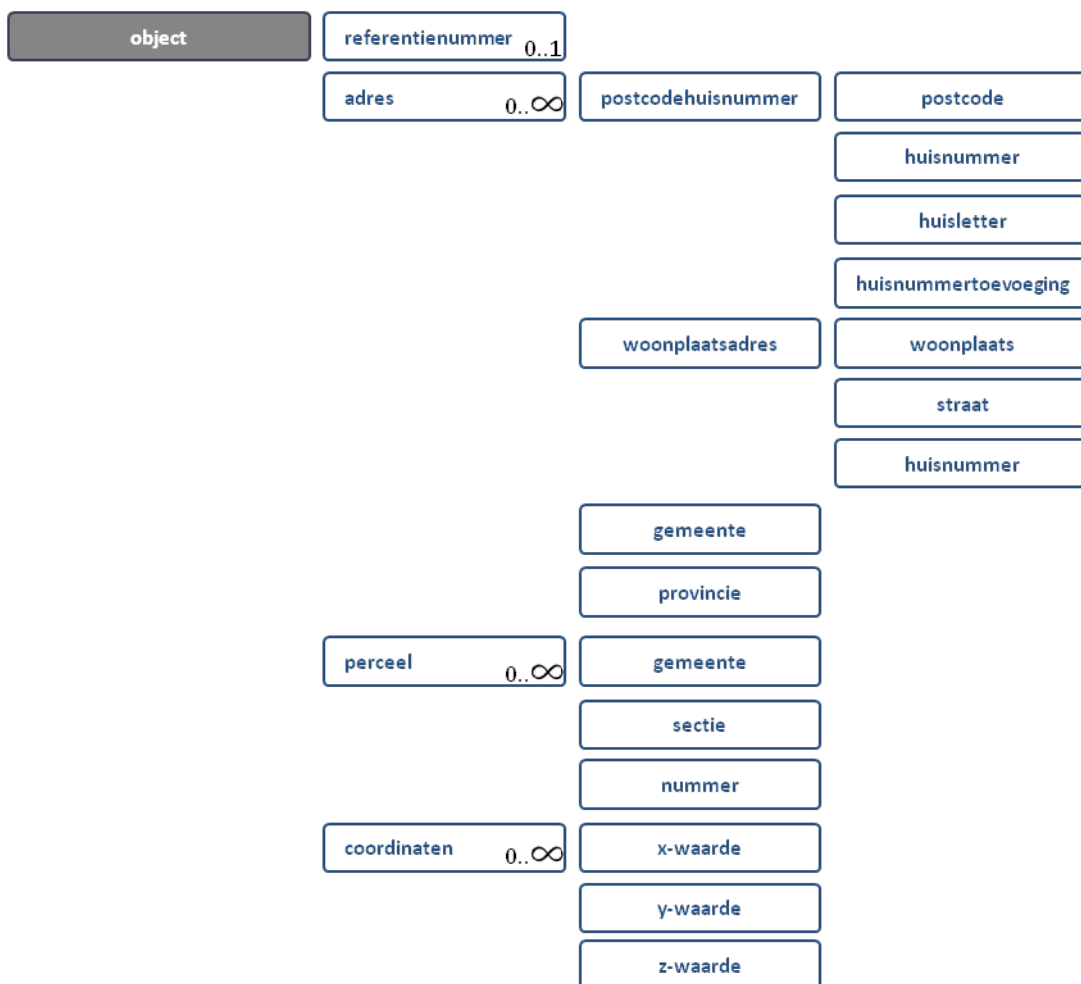 object
referentienummer 0..1
adres 0..∞
postcodehuisnummer
postcode
huisnummer
huisletter
huisnummertoevoeging
woonplaatsadres
woonplaats
straat
huisnummer
gemeente
provincie
perceel 0..∞
gemeente
sectie
nummer
coordinaten 0..∞
x-waarde
y-waarde
z-waarde